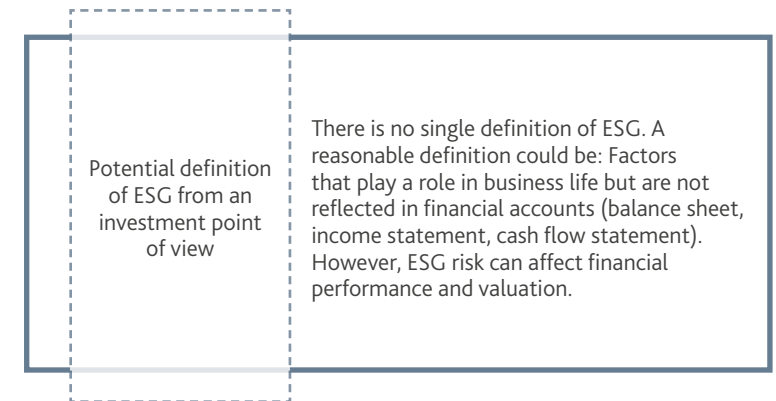 Potential definition
of ESG from an
investment point
of view
There is no single definition of ESG. A
reasonable definition could be: Factors
that play a role in business life but are not
reflected in financial accounts (balance sheet,
income statement, cash flow statement).
However, ESG risk can affect financial
performance and valuation.